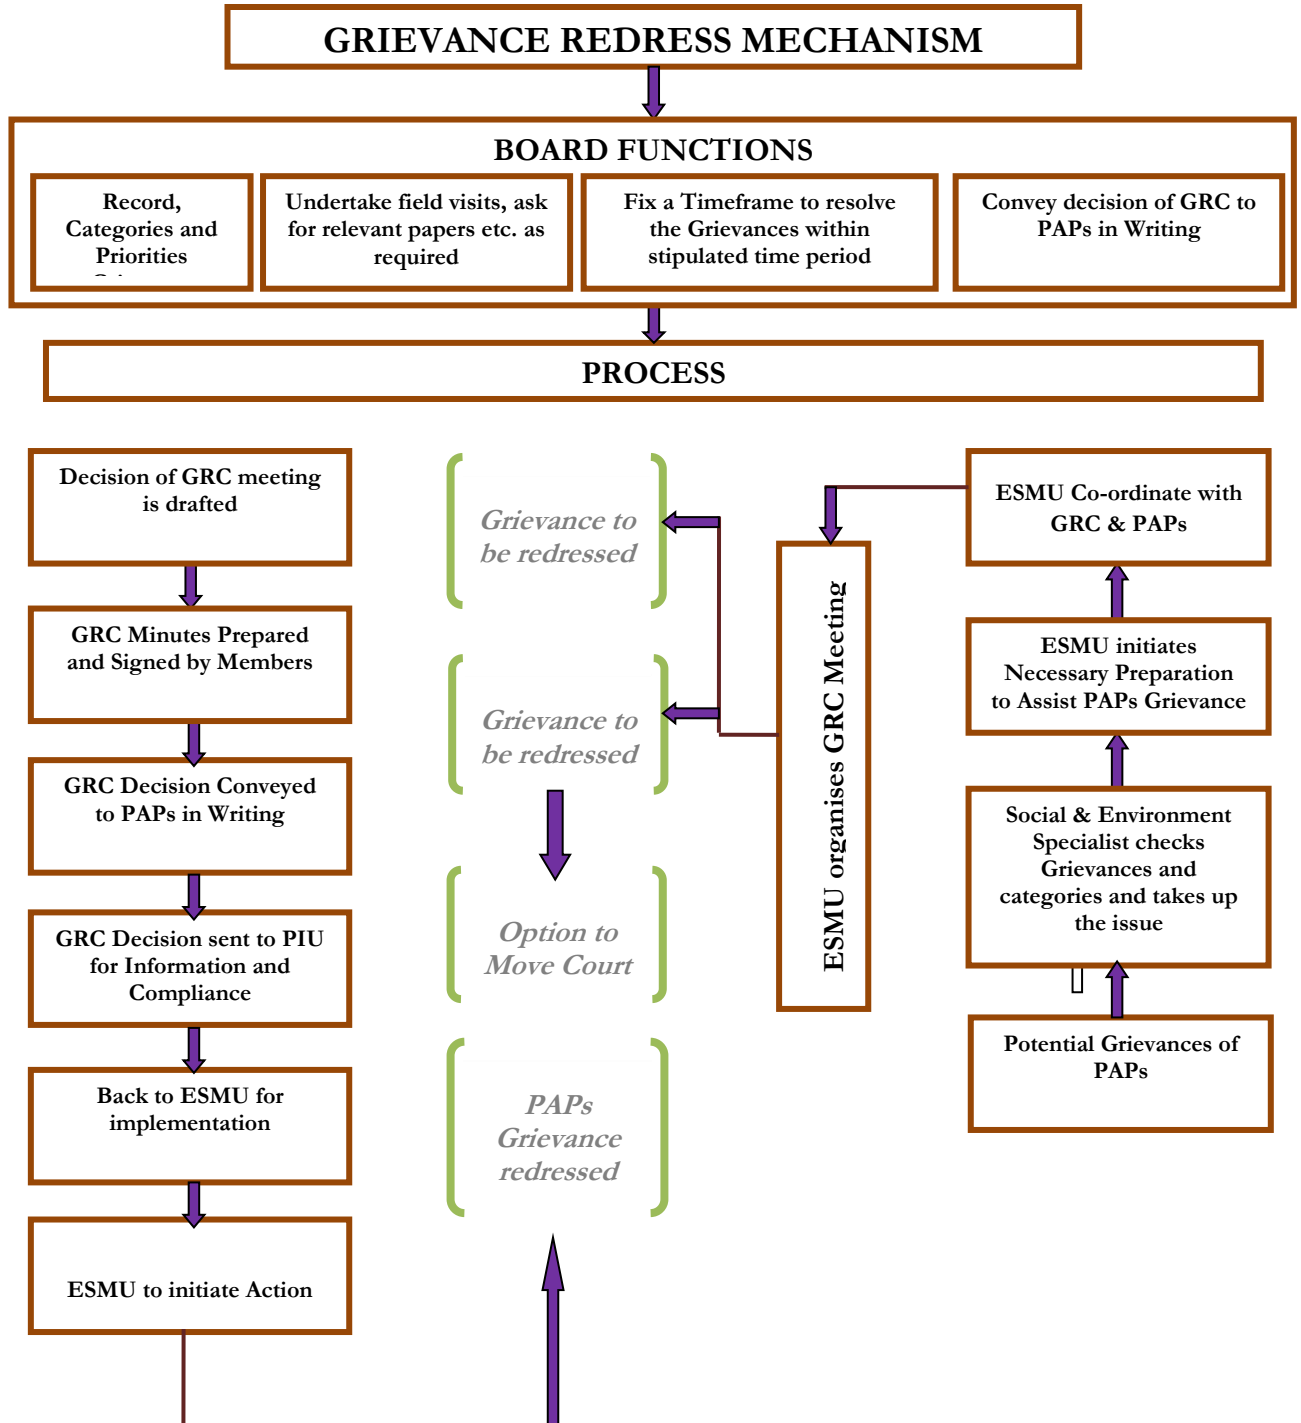 GRIEVANCE REDRESS MECHANISM
BOARD FUNCTIONS
Record,
Categories and
Priorities
Undertake field visits, ask
for relevant papers etc. as
required
Fix a Timeframe to resolve
the Grievances within
stipulated time period
Convey decision of GRC to
PAPs in Writing
PROCESS
Decision of GRC meeting
is drafted
GRC Minutes Prepared
and Signed by Members
GRC Decision Conveyed
to PAPs in Writing
GRC Decision sent to PIU
for Information and
Compliance
Back to ESMU for
implementation
ESMU to initiate Action
Grievance to
be redressed
Grievance to
be redressed
Option to
Move Court
PAPs
Grievance
redressed
ESMU organises GRC Meeting
ESMU Co-ordinate with
GRC & PAPs
ESMU initiates
Necessary Preparation
to Assist PAPs Grievance
Social & Environment
Specialist checks
Grievances and
categories and takes up
the issue
Potential Grievances of
PAPs